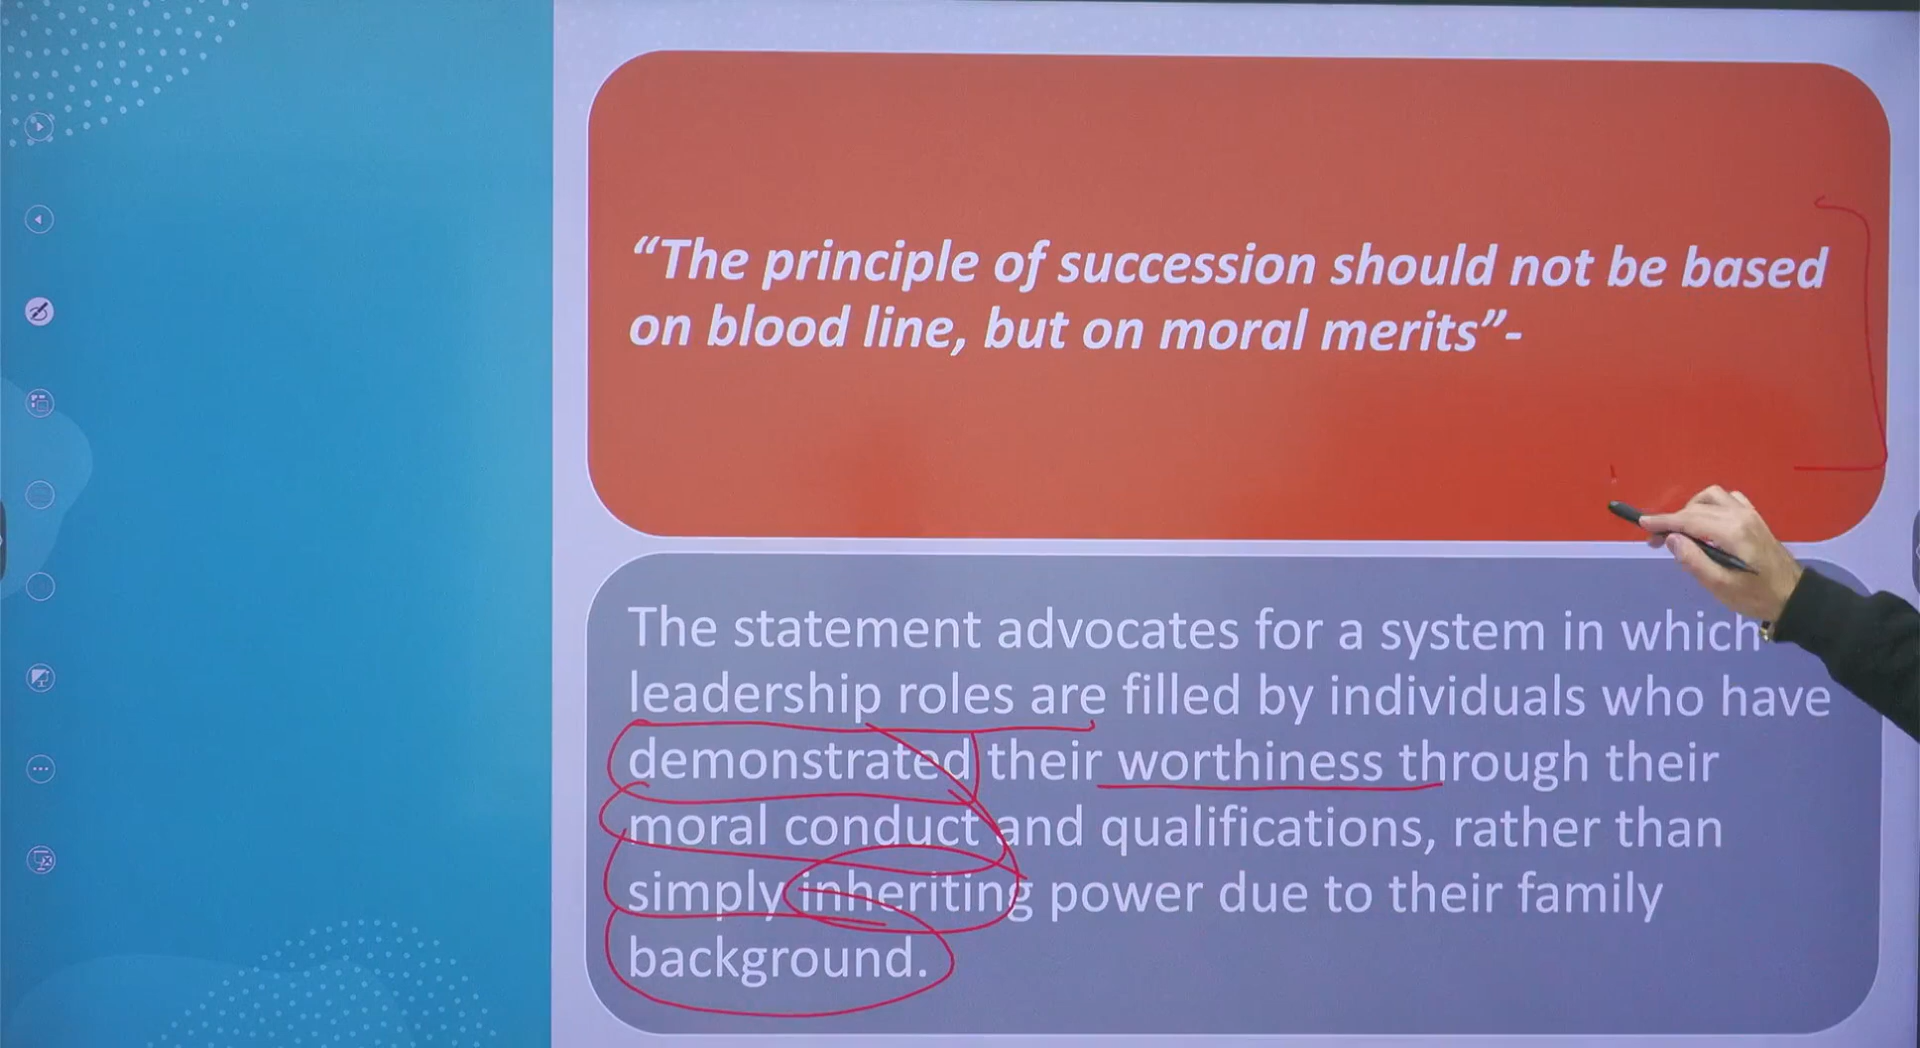 “The principle of succession should not be based
on blood line, but on moral merits”-
The statement advocates for a system in which
leadership roles are filled by individuals who have
demonstrated their worthiness through their
moral conduct and qualifications, rather than
simply inheriting power due to their family
background.